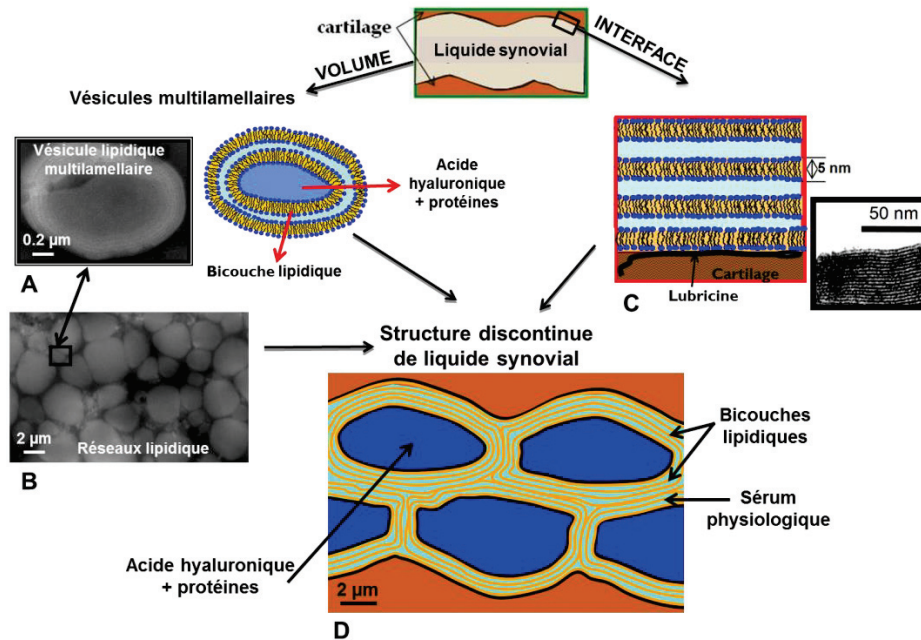 cartilage
Liquide synovial
VOLUME
INTERFACE
Vésicules multilamellaires
Vésicule lipidique
multilamellaire
0.2 µm
A
Acide
hyaluronique
+ protéines
Bicouche lipidique
5 nm
50 nm
Cartilage
Lubricine
C
Structure discontinue
de liquide synovial
2 µm
Réseaux lipidique
B
Bicouches
lipidiques
Sérum
physiologique
Acide hyaluronique
+ protéines
2 µm
D